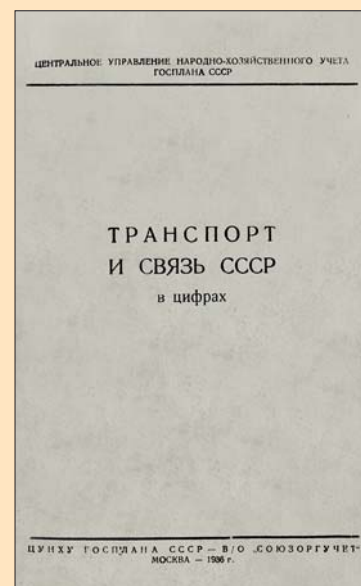 ЦЕНТРАЛЬНОЕ УПРАВЛЕНИЕ НАРОДНО-ХОЗЯЙСТВЕННОГО УЧЕТА
ГОСПЛАНА СССР
ТРАНСПОРТ
И СВЯЗЬ СССР
в цифрах
ЦУНХУ ГОСПЛАНА СССР — В/О „СОЮЗОРГУЧЕТ“
МОСКВА — 1936 г.